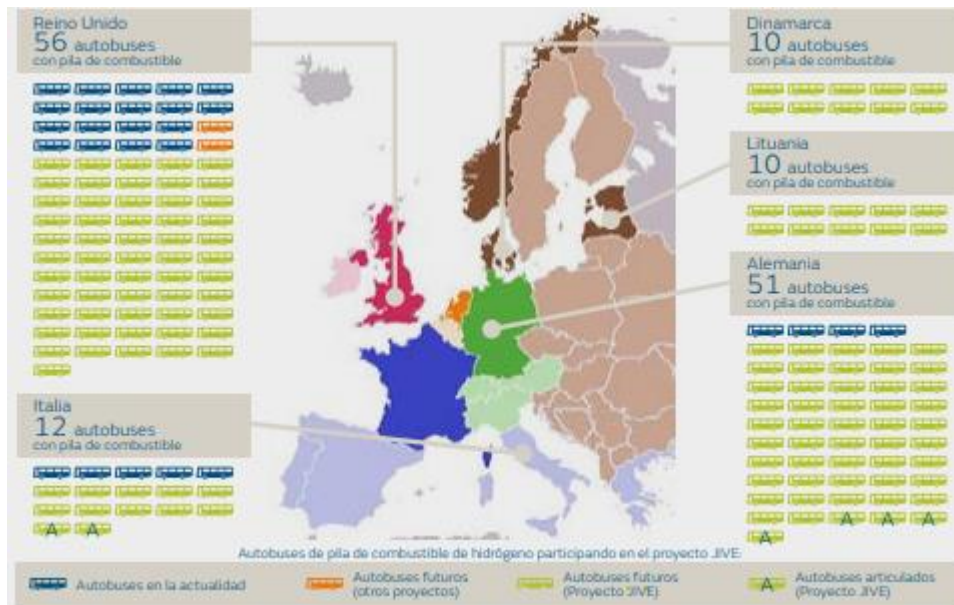 Reino Unido
56 autobuses
con pila de combustible
Dinamarca
10 autobuses
con pila de combustible
Lituania
10 autobuses
con pila de combustible
Alemania
51 autobuses
con pila de combustible
Italia
12 autobuses
con pila de combustible
A A
A A A
A
Autobuses de pila de combustible de hidrógeno participando en el proyecto JIVE:
Autobuses en la actualidad
Autobuses futuros
(otros proyectos)
Autobuses futuros
(Proyecto JIVE)
A
Autobuses articulados
(Proyecto JIVE)